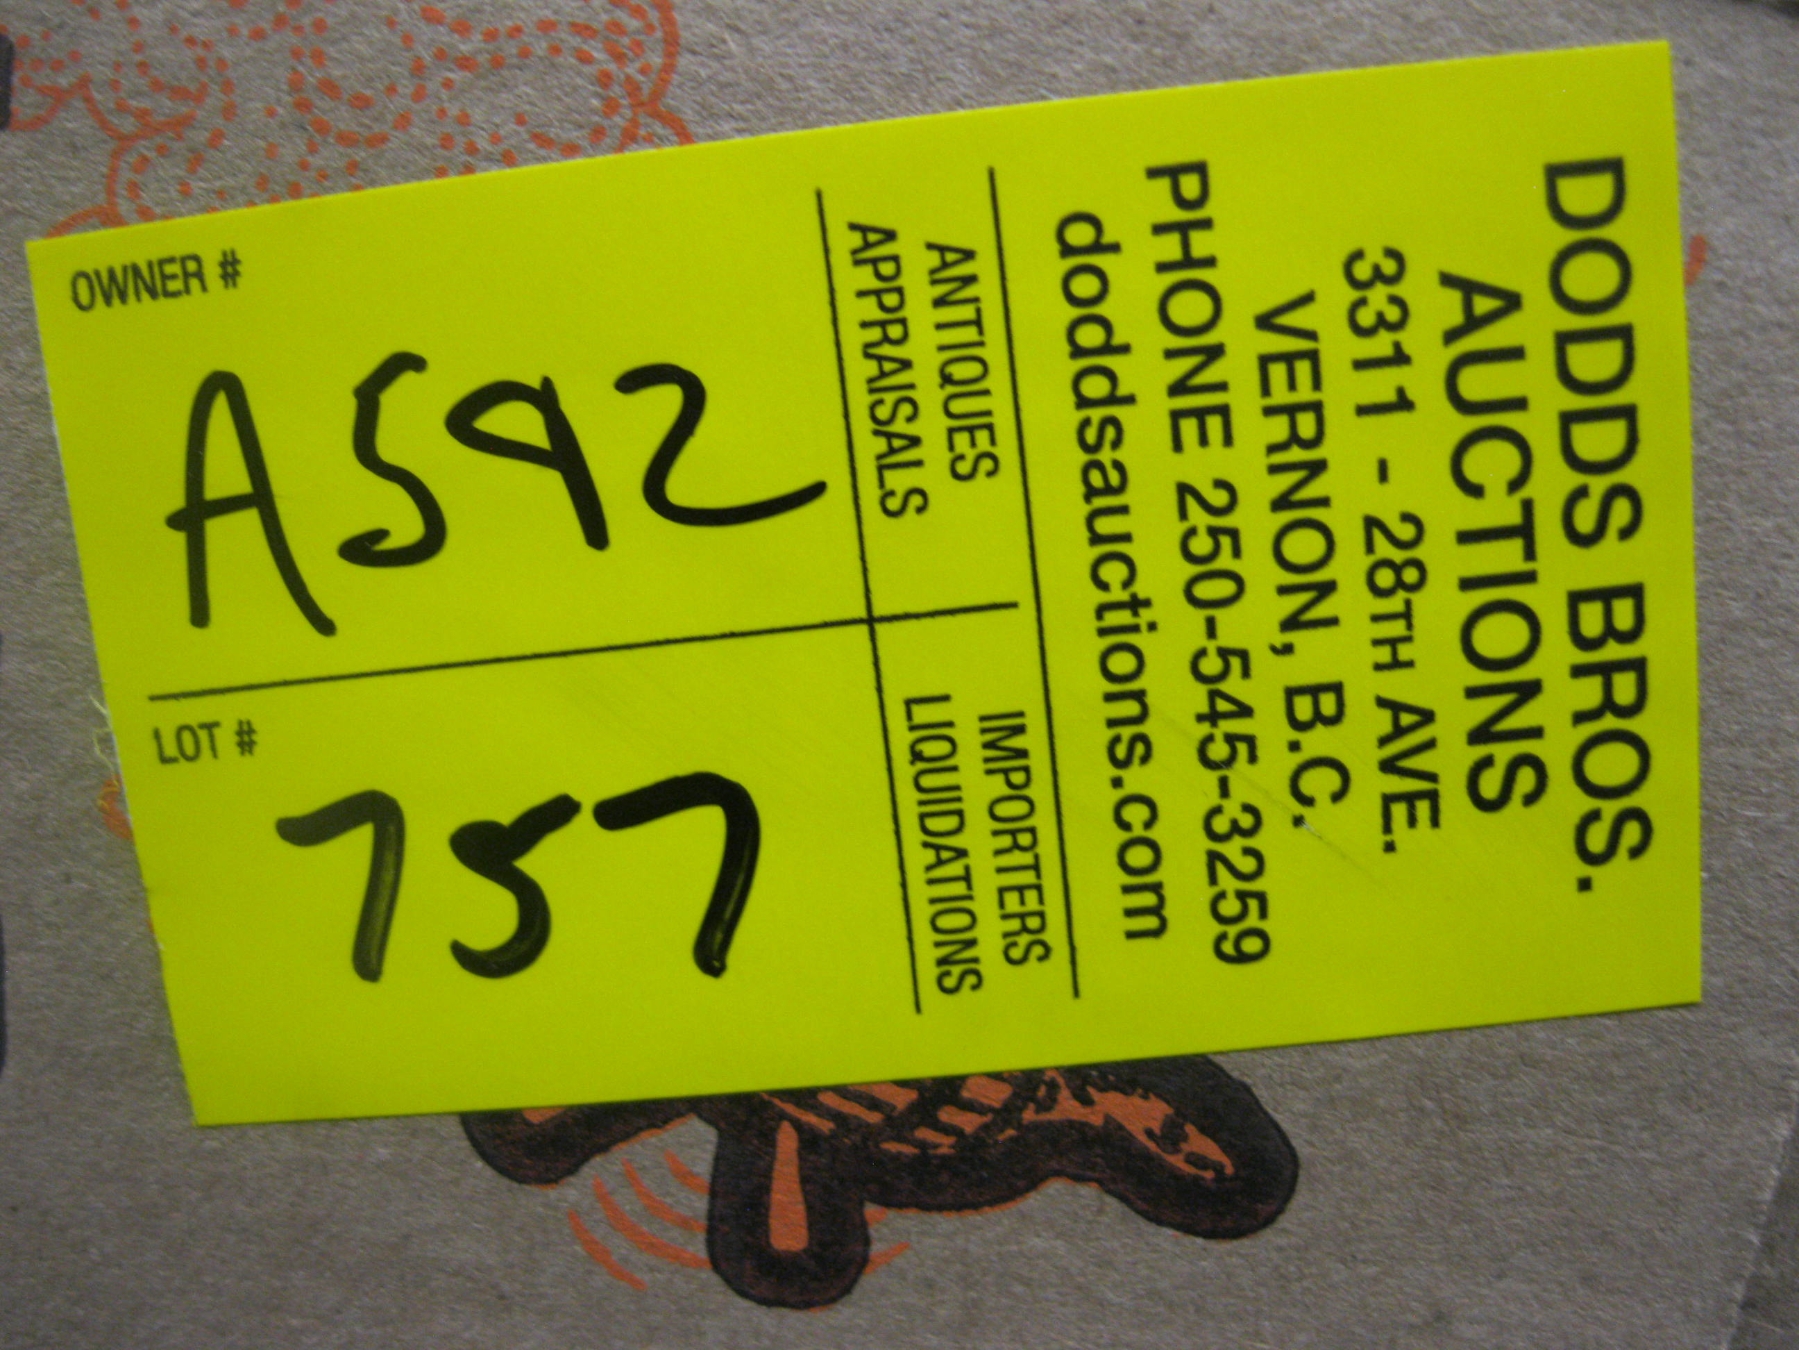 DODDS BROS.
AUCTIONS
3311 - 28TH AVE.
VERNON, B.C.
PHONE 250-545-3259
doddsauctions.com
ANTIQUES
APPRAISALS
IMPORTERS
LIQUIDATIONS
OWNER #
A592
LOT #
757